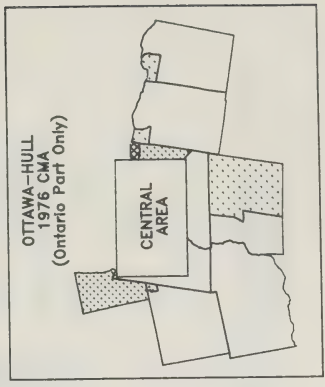 OTTAWA-HULL
1976 CMA
(Ontario Part Only)
CENTRAL
AREA